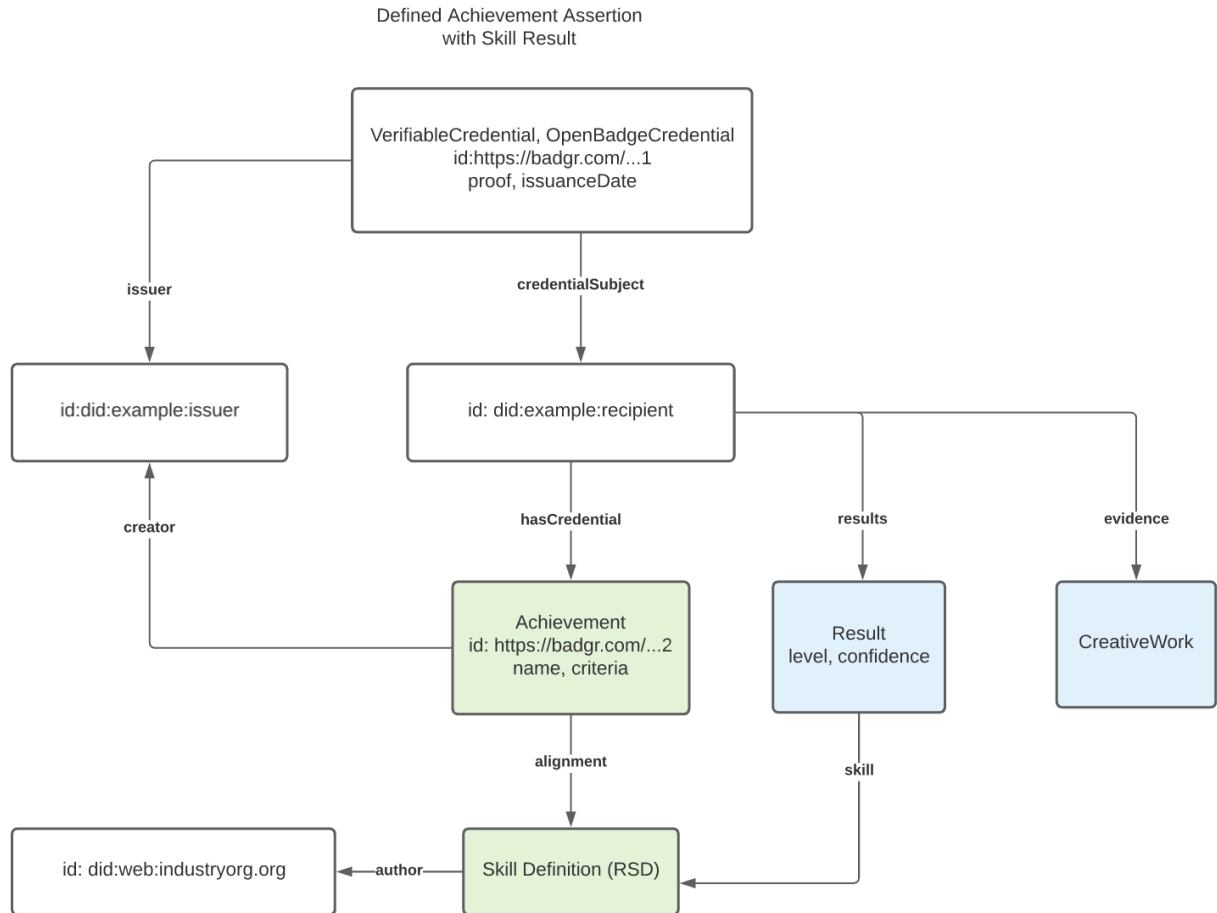 Defined Achievement Assertion
with Skill Result
VerifiableCredential, OpenBadgeCredential
id:https://badgr.com/...1
proof, issuanceDate
issuer
credentialSubject
id:did:example:issuer
id: did:example:recipient
creator
hasCredential
results
evidence
Achievement
id: https://badgr.com/...2
name, criteria
Result
level, confidence
CreativeWork
alignment
skill
id: did:web:industryorg.org
author
Skill Definition (RSD)